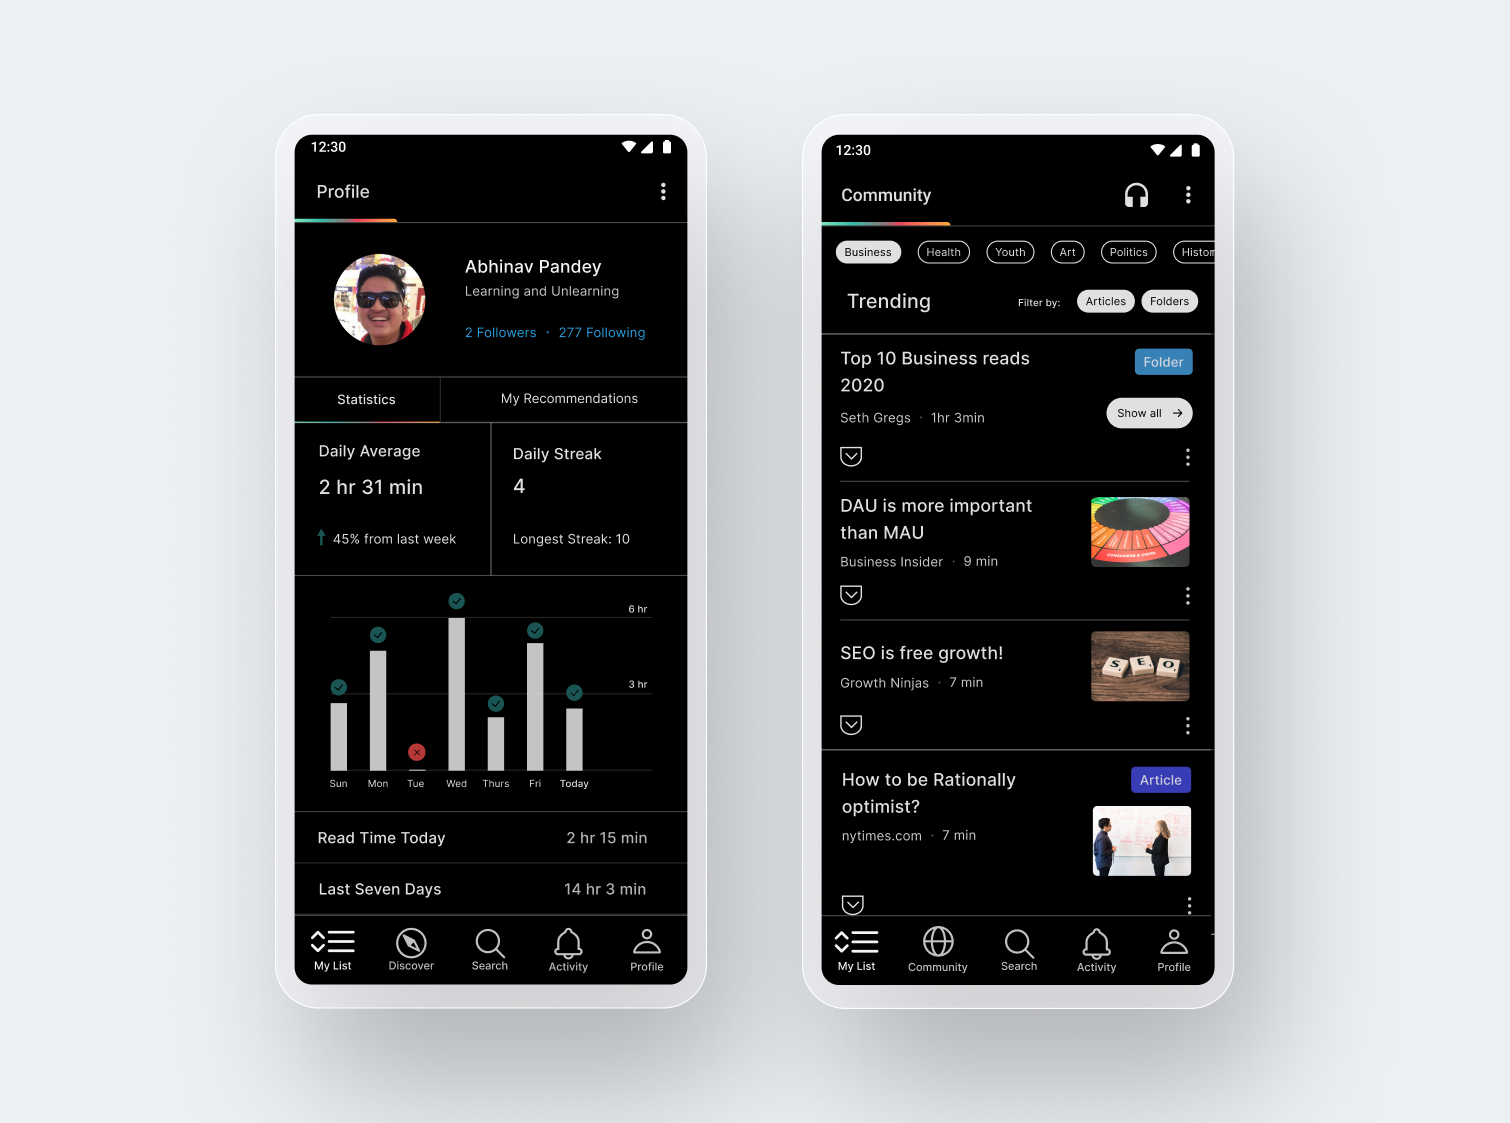 12:30
Profile
Abhinav Pandey
Learning and Unlearning
2 Followers · 277 Following
Statistics
My Recommendations
Daily Average
2 hr 31 min
45% from last week
Daily Streak
4
Longest Streak: 10
6 hr
3 hr
Sun Mon Tue Wed Thurs Fri Today
Read Time Today 2 hr 15 min
Last Seven Days 14 hr 3 min
My List Discover Search Activity Profile
12:30
Community
Business Health Youth Art Politics Histor
Trending Filter by: Articles Folders
Top 10 Business reads
2020
Folder
Seth Gregs · 1hr 3min
Show all →
DAU is more important
than MAU
Business Insider · 9 min
SEO is free growth!
Growth Ninjas · 7 min
S E O
How to be Rationally
optimist?
Article
nytimes.com · 7 min
My List Community Search Activity Profile